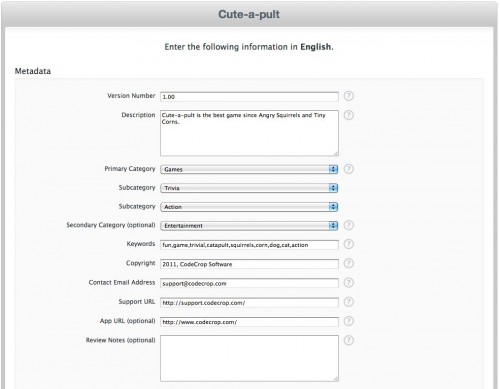 Cute-a-pult
Enter the following information in English.
Metadata
Version Number 1.00 ?
Description Cute-a-pult is the best game since Angry Squirrels and Tiny ?
Corns.
Primary Category Games ?
Subcategory Trivia
Subcategory Action
Secondary Category (optional) Entertainment ?
Keywords fun,game,trivial,catapult,squirrels,corn,dog,cat,action ?
Copyright 2011, CodeCrop Software ?
Contact Email Address support@codecrop.com ?
Support URL http://support.codecrop.com/ ?
App URL (optional) http://www.codecrop.com/ ?
Review Notes (optional) ?